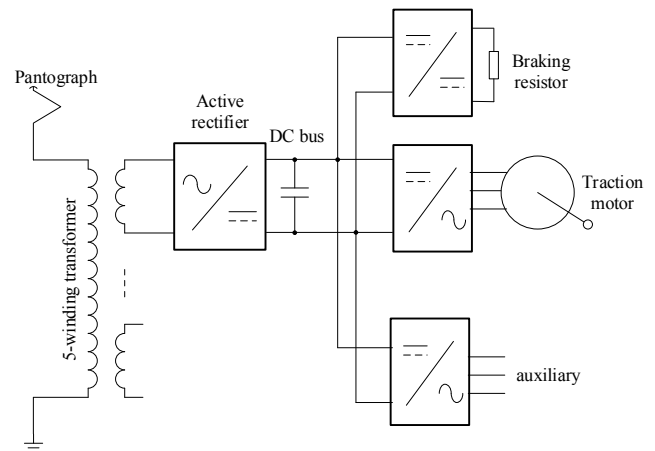 Pantograph
5-winding transformer
Active
rectifier
DC bus
Braking
resistor
Traction
motor
auxiliary